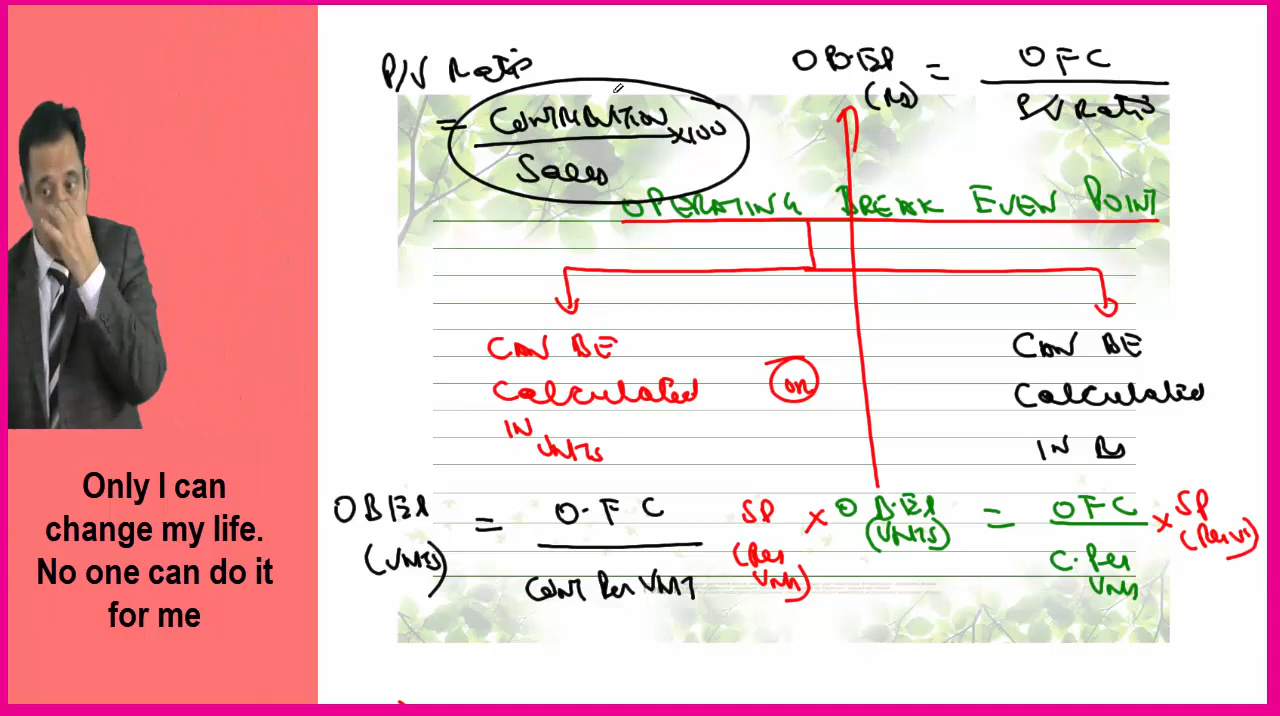 P/V Ratio
= Contribution × 100
Sales
OBEP = OFC
(Rs) P/V Ratio
OPERATING BREAK EVEN POINT
CAN BE
Calculated
IN
UNITS
OR
CAN BE
Calculated
IN Rs
OBEP = O.F.C
(UNITS) Cont Per UNIT
SP × O B.EP = OFC × SP
(Per Unit) (UNITS) C. Per Unit (Per Unit)
Only I can
change my life.
No one can do it
for me